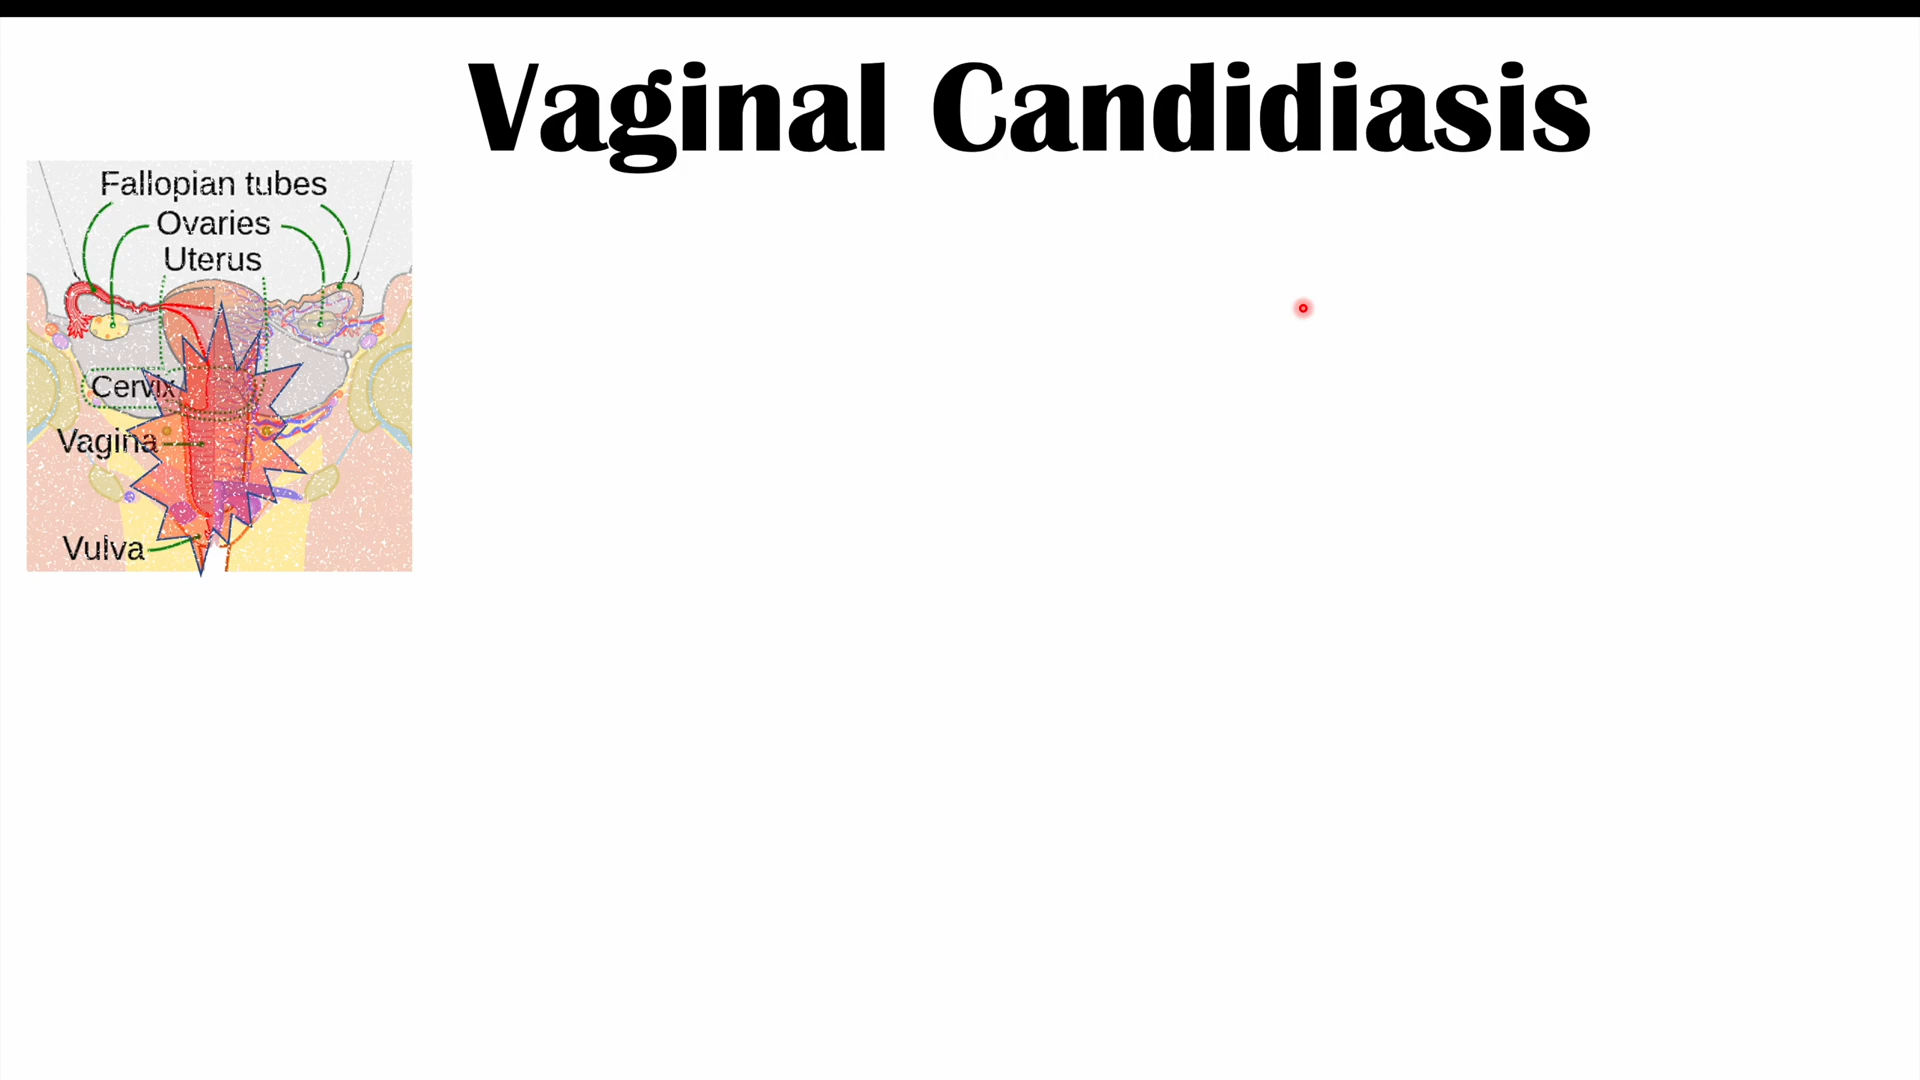 Vaginal Candidiasis
Fallopian tubes
Ovaries
Uterus
Cervix
Vagina
Vulva